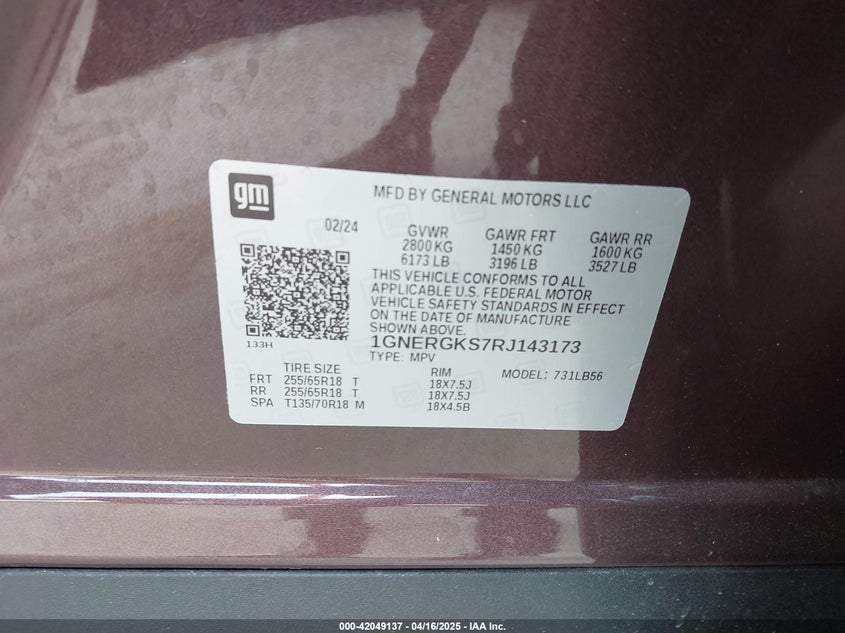 gm
MFD BY GENERAL MOTORS LLC
02/24
GVWR GAWR FRT GAWR RR
2800 KG 1450 KG 1600 KG
6173 LB 3196 LB 3527 LB
THIS VEHICLE CONFORMS TO ALL
APPLICABLE U.S. FEDERAL MOTOR
VEHICLE SAFETY STANDARDS IN EFFECT
ON THE DATE OF MANUFACTURE
SHOWN ABOVE.
133H
1GNERGKS7RJ143173
TYPE: MPV MODEL: 731LB56
TIRE SIZE RIM
FRT 255/65R18 T 18X7.5J
RR 255/65R18 T 18X7.5J
SPA T135/70R18 M 18X4.5B
000-42049137 - 04/16/2025 - IAA Inc.